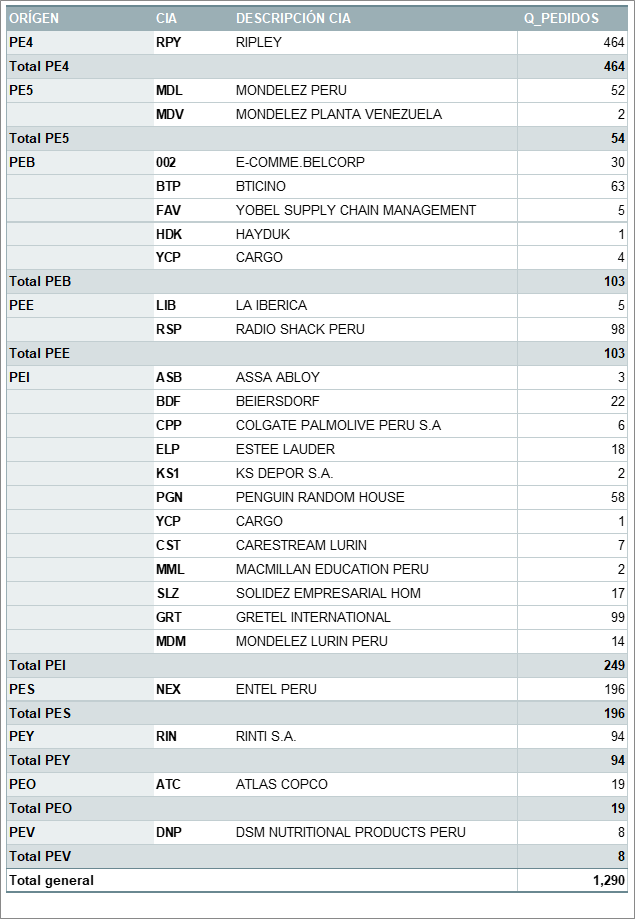 ORÍGEN CIA DESCRIPCIÓN CIA Q_PEDIDOS
PE4 RPY RIPLEY 464
Total PE4 464
PE5 MDL MONDELEZ PERU 52
MDV MONDELEZ PLANTA VENEZUELA 2
Total PE5 54
PEB 002 E-COMME.BELCORP 30
BTP BTICINO 63
FAV YOBEL SUPPLY CHAIN MANAGEMENT 5
HDK HAYDUK 1
YCP CARGO 4
Total PEB 103
PEE LIB LA IBERICA 5
RSP RADIO SHACK PERU 98
Total PEE 103
PEI ASB ASSA ABLOY 3
BDF BEIERSDORF 22
CPP COLGATE PALMOLIVE PERU S.A 6
ELP ESTEE LAUDER 18
KS1 KS DEPOR S.A. 2
PGN PENGUIN RANDOM HOUSE 58
YCP CARGO 1
CST CARESTREAM LURIN 7
MML MACMILLAN EDUCATION PERU 2
SLZ SOLIDEZ EMPRESARIAL HOM 17
GRT GRETEL INTERNATIONAL 99
MDM MONDELEZ LURIN PERU 14
Total PEI 249
PES NEX ENTEL PERU 196
Total PES 196
PEY RIN RINTI S.A. 94
Total PEY 94
PEO ATC ATLAS COPCO 19
Total PEO 19
PEV DNP DSM NUTRITIONAL PRODUCTS PERU 8
Total PEV 8
Total general 1,290